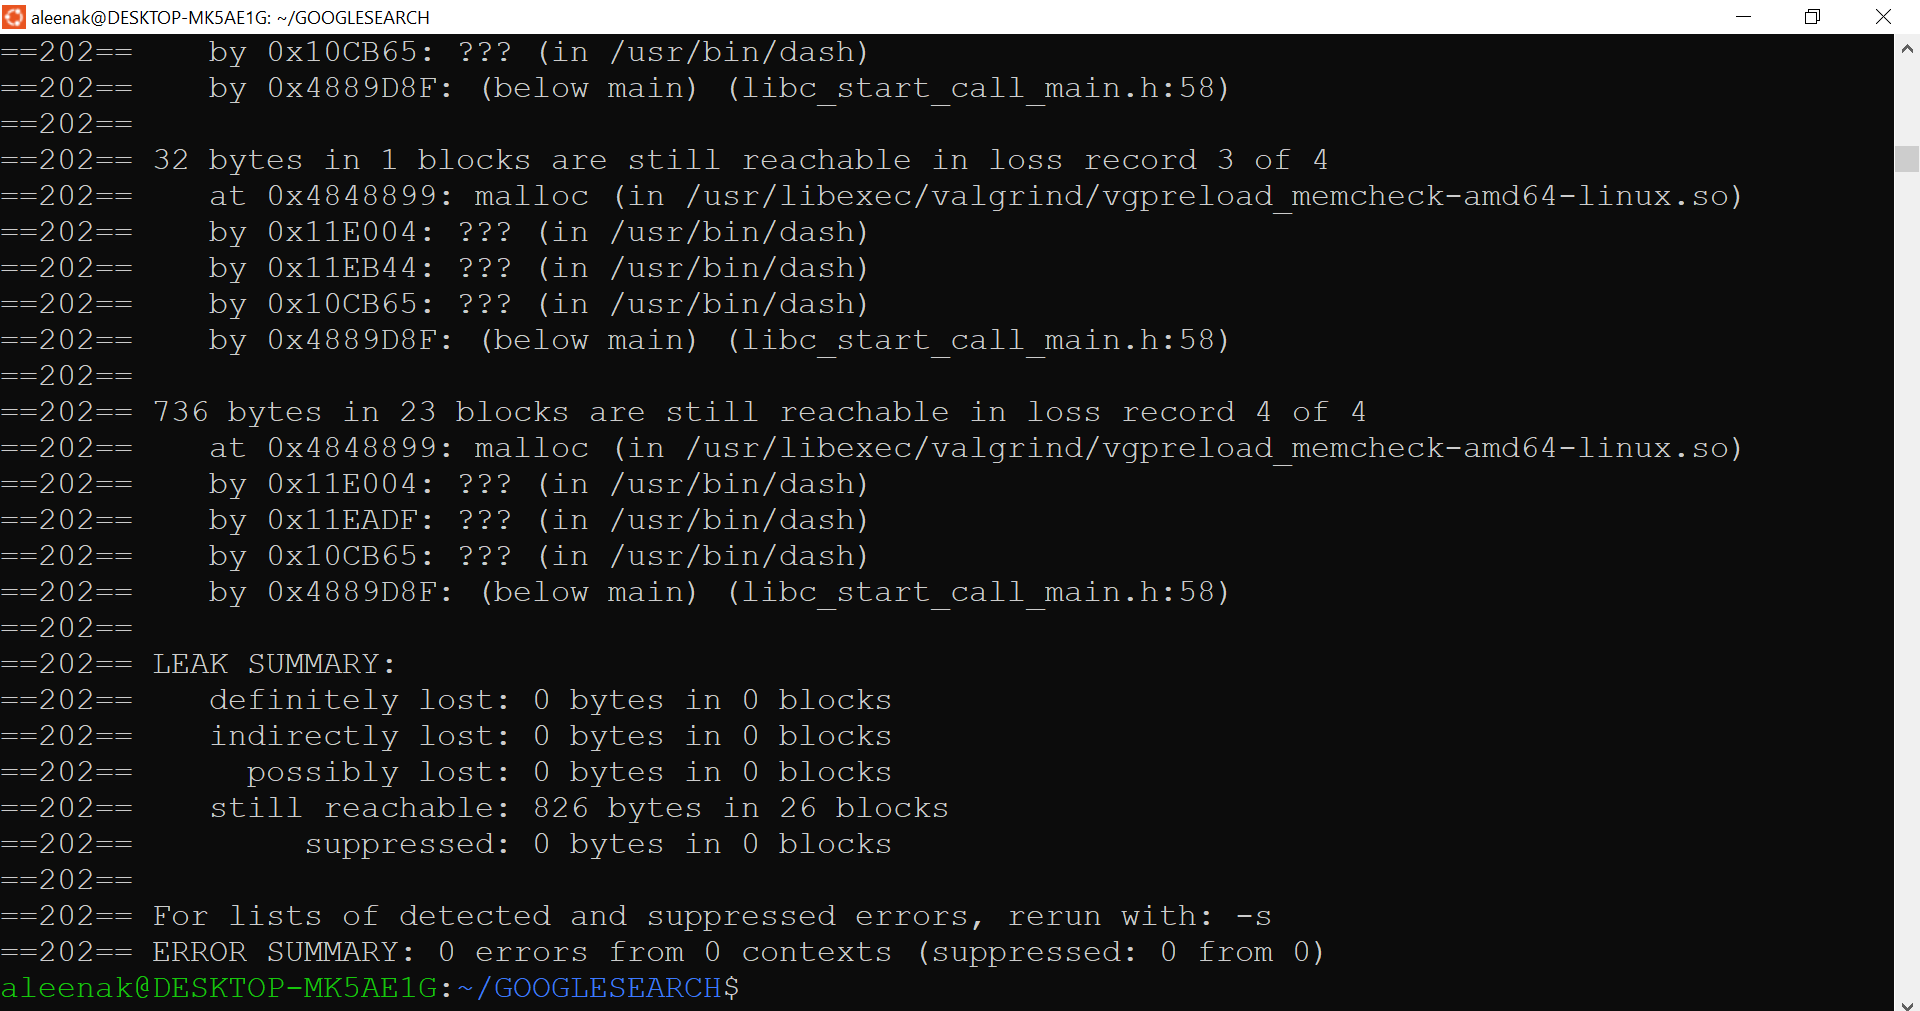 aleenak@DESKTOP-MK5AE1G: ~/GOOGLESEARCH
==202==    by 0x10CB65: ??? (in /usr/bin/dash)
==202==    by 0x4889D8F: (below main) (libc_start_call_main.h:58)
==202==
==202== 32 bytes in 1 blocks are still reachable in loss record 3 of 4
==202==    at 0x4848899: malloc (in /usr/libexec/valgrind/vgpreload_memcheck-amd64-linux.so)
==202==    by 0x11E004: ??? (in /usr/bin/dash)
==202==    by 0x11EB44: ??? (in /usr/bin/dash)
==202==    by 0x10CB65: ??? (in /usr/bin/dash)
==202==    by 0x4889D8F: (below main) (libc_start_call_main.h:58)
==202==
==202== 736 bytes in 23 blocks are still reachable in loss record 4 of 4
==202==    at 0x4848899: malloc (in /usr/libexec/valgrind/vgpreload_memcheck-amd64-linux.so)
==202==    by 0x11E004: ??? (in /usr/bin/dash)
==202==    by 0x11EADF: ??? (in /usr/bin/dash)
==202==    by 0x10CB65: ??? (in /usr/bin/dash)
==202==    by 0x4889D8F: (below main) (libc_start_call_main.h:58)
==202==
==202== LEAK SUMMARY:
==202==    definitely lost: 0 bytes in 0 blocks
==202==    indirectly lost: 0 bytes in 0 blocks
==202==      possibly lost: 0 bytes in 0 blocks
==202==    still reachable: 826 bytes in 26 blocks
==202==         suppressed: 0 bytes in 0 blocks
==202==
==202== For lists of detected and suppressed errors, rerun with: -s
==202== ERROR SUMMARY: 0 errors from 0 contexts (suppressed: 0 from 0)
aleenak@DESKTOP-MK5AE1G:~/GOOGLESEARCH$